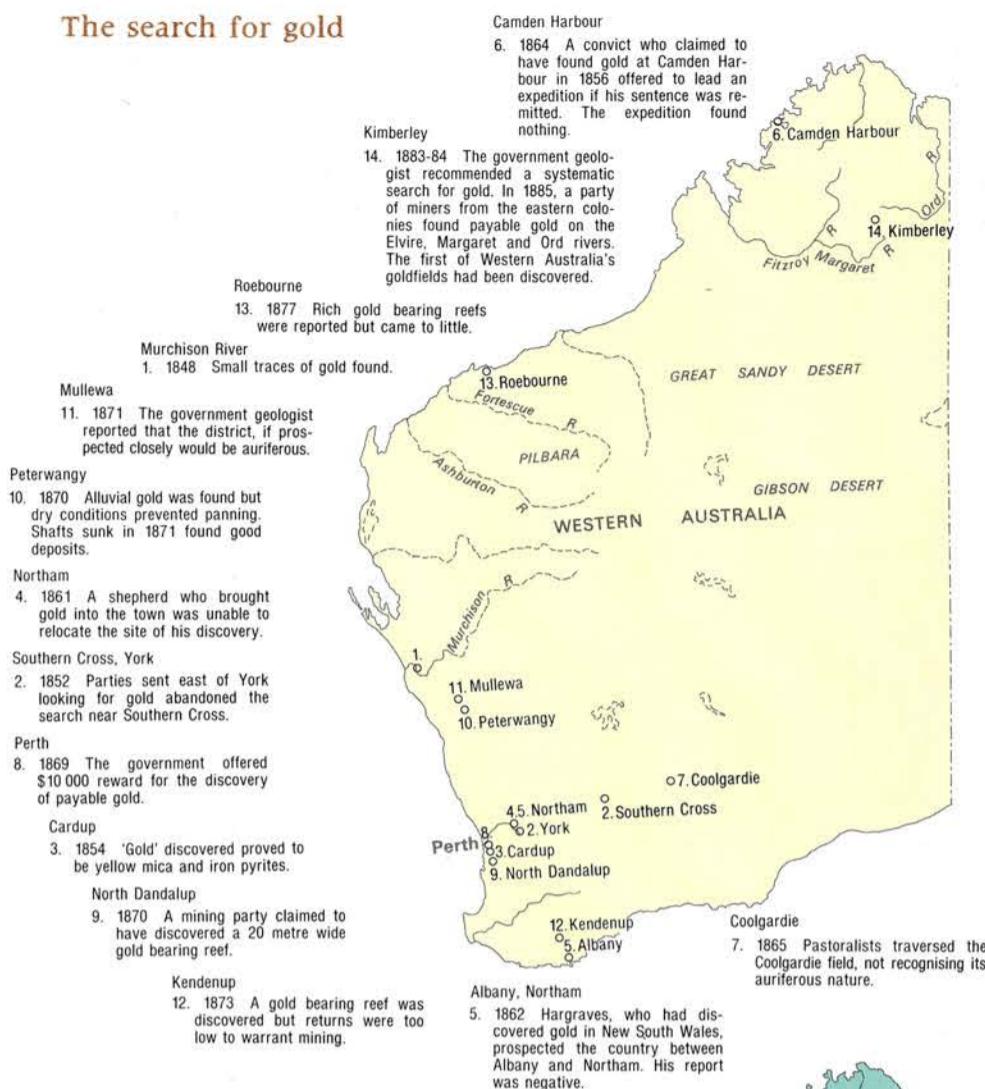 The search for gold
Camden Harbour
6. 1864 A convict who claimed to
have found gold at Camden Har-
bour in 1856 offered to lead an
expedition if his sentence was re-
mitted. The expedition found
nothing.
Kimberley
14. 1883-84 The government geolo-
gist recommended a systematic
search for gold. In 1885, a party
of miners from the eastern colo-
nies found payable gold on the
Elvire, Margaret and Ord rivers.
The first of Western Australia's
goldfields had been discovered.
Roebourne
13. 1877 Rich gold bearing reefs
were reported but came to little.
Murchison River
1. 1848 Small traces of gold found.
Mullewa
11. 1871 The government geologist
reported that the district, if pros-
pected closely would be auriferous.
Peterwangy
10. 1870 Alluvial gold was found but
dry conditions prevented panning.
Shafts sunk in 1871 found good
deposits.
Northam
4. 1861 A shepherd who brought
gold into the town was unable to
relocate the site of his discovery.
Southern Cross, York
2. 1852 Parties sent east of York
looking for gold abandoned the
search near Southern Cross.
Perth
8. 1869 The government offered
$10 000 reward for the discovery
of payable gold.
Cardup
3. 1854 'Gold' discovered proved to
be yellow mica and iron pyrites.
North Dandalup
9. 1870 A mining party claimed to
have discovered a 20 metre wide
gold bearing reef.
Kendenup
12. 1873 A gold bearing reef was
discovered but returns were too
low to warrant mining.
Albany, Northam
5. 1862 Hargraves, who had dis-
covered gold in New South Wales,
prospected the country between
Albany and Northam. His report
was negative.
Coolgardie
7. 1865 Pastoralists traversed the
Coolgardie field, not recognising its
auriferous nature.
6. Camden Harbour
R
Ord
14. Kimberley
R
R
Fitzroy
Margaret
13. Roebourne
GREAT SANDY DESERT
Fortescue
R
PILBARA
Ashburton
R
GIBSON DESERT
WESTERN AUSTRALIA
R
Murchison
1.
11. Mullewa
10. Peterwangy
7. Coolgardie
2. Southern Cross
4,5. Northam
2. York
8.
Perth
3. Cardup
9. North Dandalup
12. Kendenup
5. Albany